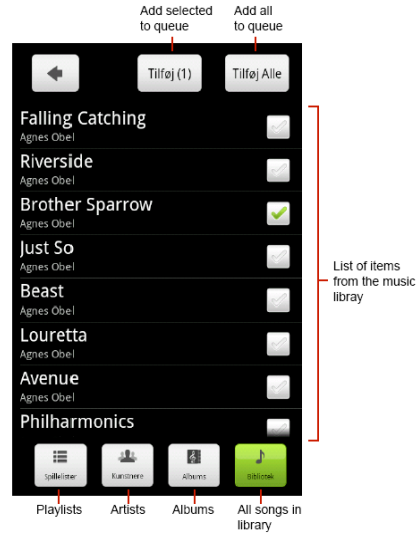 Add selected
to queue
Add all
to queue
Tilføj (1)
Tilføj Alle
Falling Catching
Agnes Obel
Riverside
Agnes Obel
Brother Sparrow
Agnes Obel
Just So
Agnes Obel
Beast
Agnes Obel
Louretta
Agnes Obel
Avenue
Agnes Obel
Philharmonics
List of items
from the music
libray
Spillelister
Kunstnere
Albums
Bibliotek
Playlists
Artists
Albums
All songs in
library